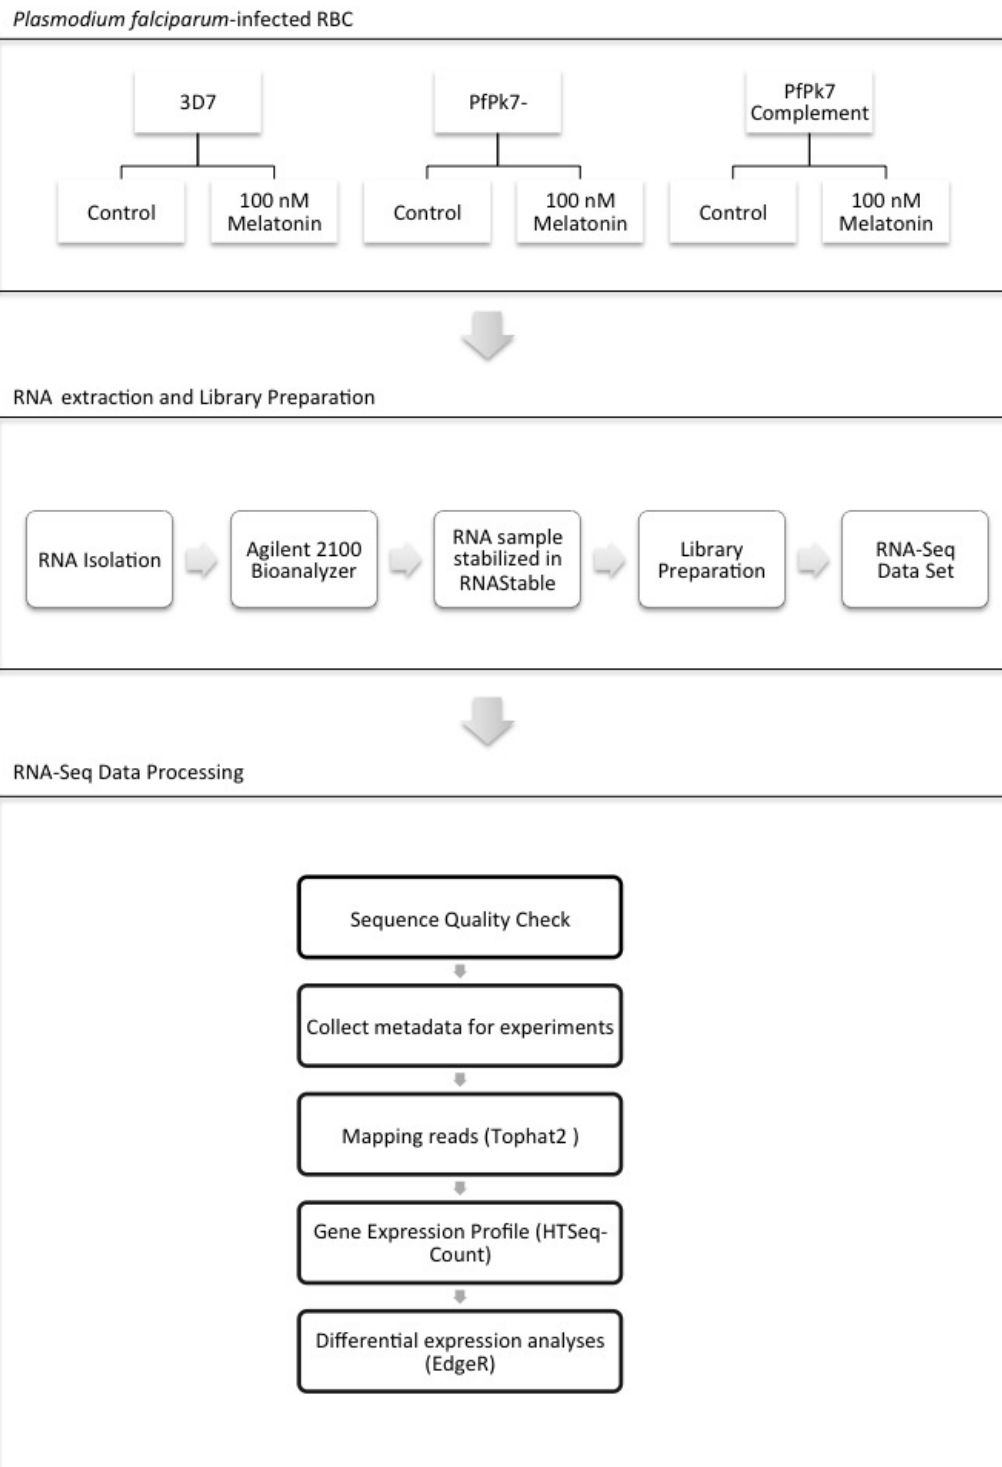 Plasmodium falciparum-infected RBC
3D7
PfPk7-
PfPk7
Complement
Control
100 nM
Melatonin
Control
100 nM
Melatonin
Control
100 nM
Melatonin
RNA extraction and Library Preparation
RNA Isolation
Agilent 2100
Bioanalyzer
RNA sample
stabilized in
RNAStable
Library
Preparation
RNA-Seq
Data Set
RNA-Seq Data Processing
Sequence Quality Check
Collect metadata for experiments
Mapping reads (Tophat2 )
Gene Expression Profile (HTSeq-
Count)
Differential expression analyses
(EdgeR)